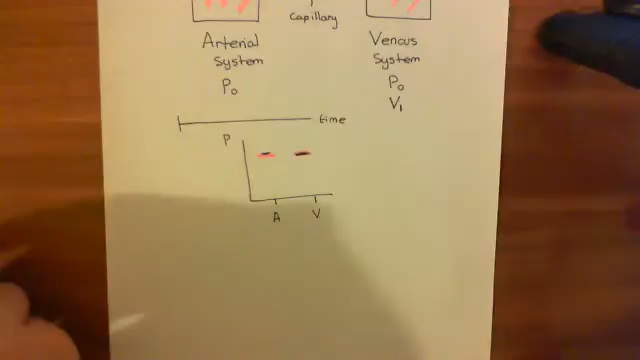 Capillary
Arterial
System
P₀
Venous
System
P₀
V₁
time
P
A
V